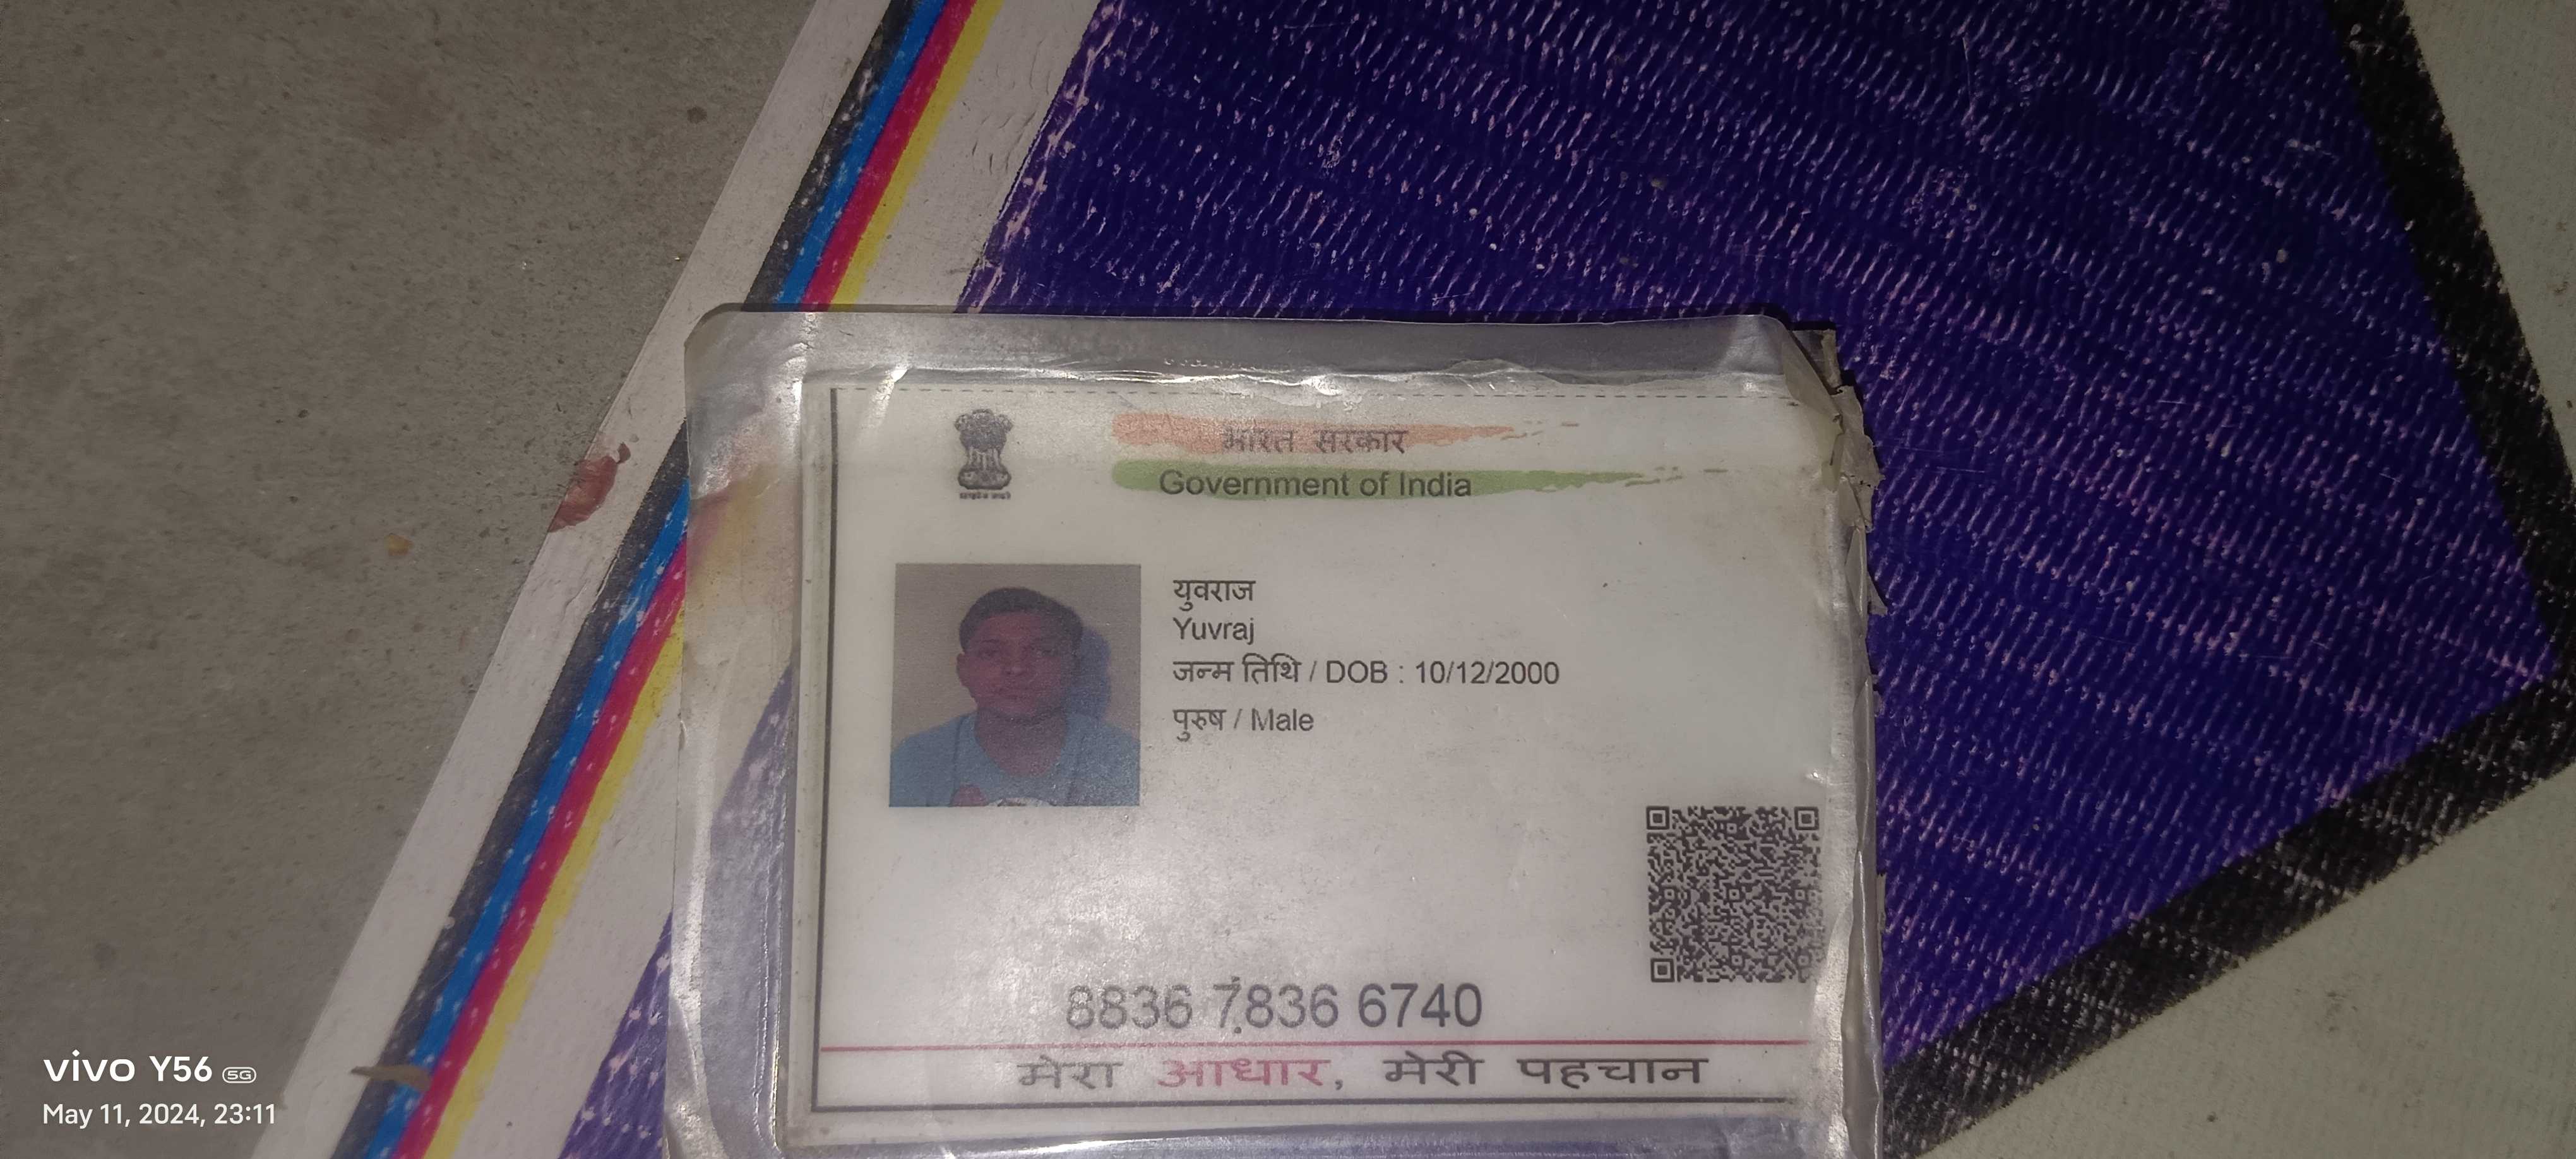 भारत सरकार
Government of India
युवराज
Yuvraj
जन्म तिथि / DOB : 10/12/2000
पुरुष / Male
8836 7836 6740
मेरा आधार, मेरी पहचान
vivo Y56 5G
May 11, 2024, 23:11